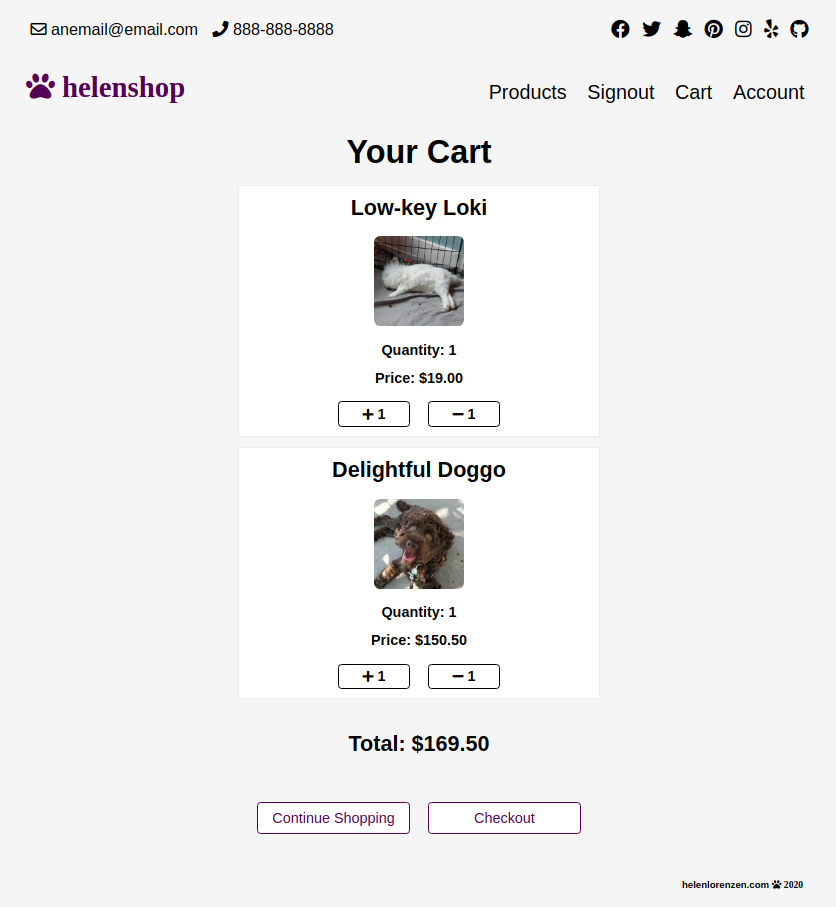 anemail@email.com 888-888-8888
helenshop
Products Signout Cart Account
Your Cart
Low-key Loki
Quantity: 1
Price: $19.00
+ 1 − 1
Delightful Doggo
Quantity: 1
Price: $150.50
+ 1 − 1
Total: $169.50
Continue Shopping Checkout
helenlorenzen.com 2020